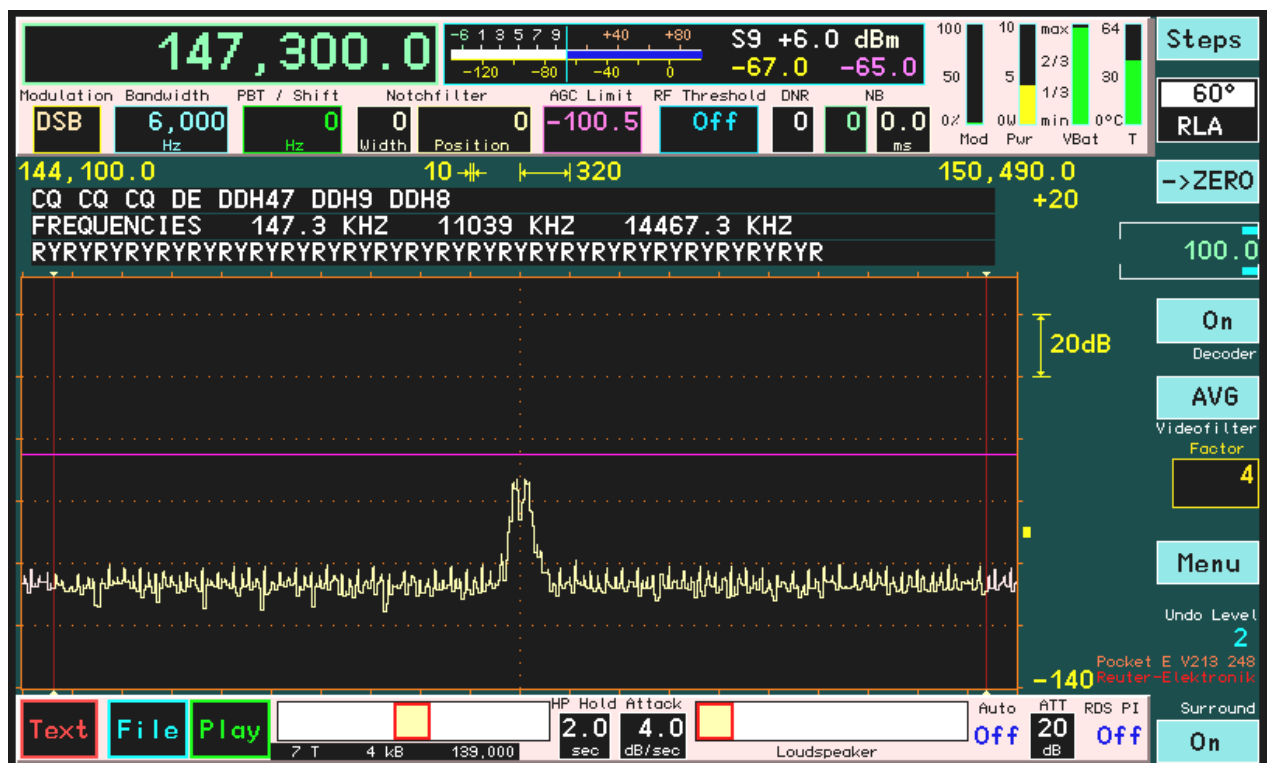 147,300.0
-6 1 3 5 7 9 +40 +80
-120 -80 -40 0
S9 +6.0 dBm
-67.0 -65.0
100 50 0%
Mod
10 5 0W
Pwr
max 2/3 1/3 min
VBat
64 30 0°C
T
Steps
Modulation Bandwidth PBT / Shift Notchfilter AGC Limit RF Threshold DNR NB
DSB 6,000 0 0 0 -100.5 Off 0 0 0.0
Hz Hz Width Position ms
60°
RLA
144,100.0 10 320 150,490.0
->ZERO
+20
CQ CQ CQ DE DDH47 DDH9 DDH8
FREQUENCIES 147.3 KHZ 11039 KHZ 14467.3 KHZ
RYRYRYRYRYRYRYRYRYRYRYRYRYRYRYRYRYRYRYRYRYRYRYRYRYR
100.0
On
20dB
Decoder
AVG
Videofilter
Factor
4
Menu
Undo Level
2
Pocket E V213 248
Reuter-Elektronik
-140
Text File Play
7 T 4 kB 139,000
HP Hold Attack
2.0 4.0
sec dB/sec
Loudspeaker
Auto ATT RDS PI
Off 20 Off
dB
Surround
On